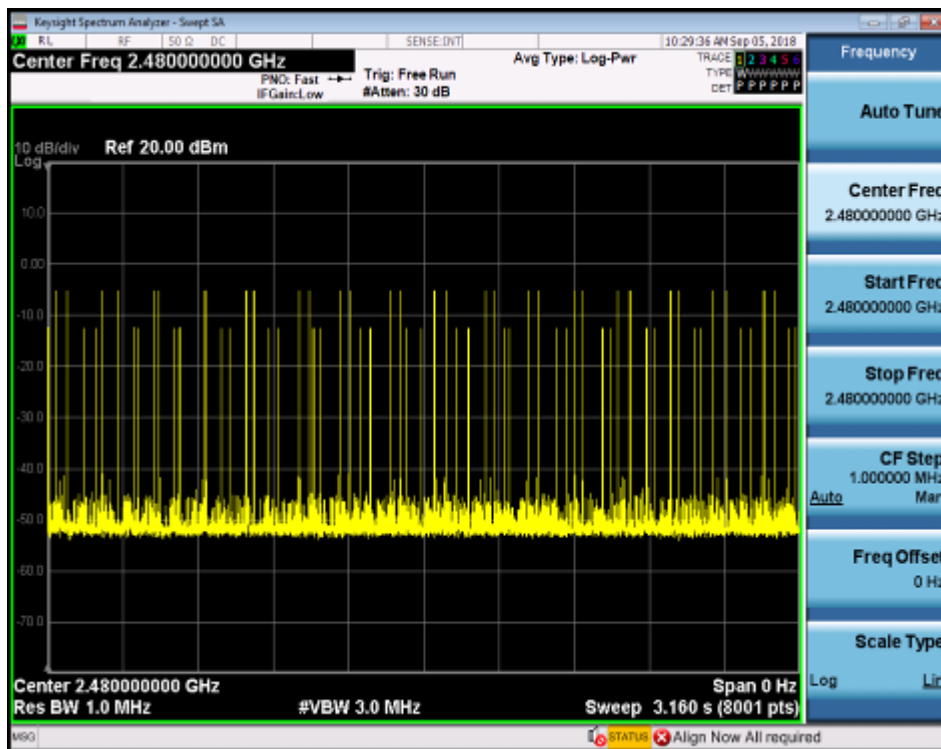 Keysight Spectrum Analyzer - Swept SA
RL RF 50 Ω DC SENSE:INT 10:29:36 AM Sep 05, 2018
Center Freq 2.480000000 GHz
PNO: Fast
IFGain:Low
Trig: Free Run
#Atten: 30 dB
Avg Type: Log-Pwr
TRACE 1 2 3 4 5 6
TYPE WWWWWW
DET P P P P P P
10 dB/div
Log
Ref 20.00 dBm
10.0
0.00
-10.0
-20.0
-30.0
-40.0
-50.0
-60.0
-70.0
Center 2.480000000 GHz
Span 0 Hz
Res BW 1.0 MHz
#VBW 3.0 MHz
Sweep 3.160 s (8001 pts)
MSG
STATUS
Align Now All required
Frequency
Auto Tune
Center Freq
2.480000000 GHz
Start Freq
2.480000000 GHz
Stop Freq
2.480000000 GHz
CF Step
1.000000 MHz
Auto Man
Freq Offset
0 Hz
Scale Type
Log Lin